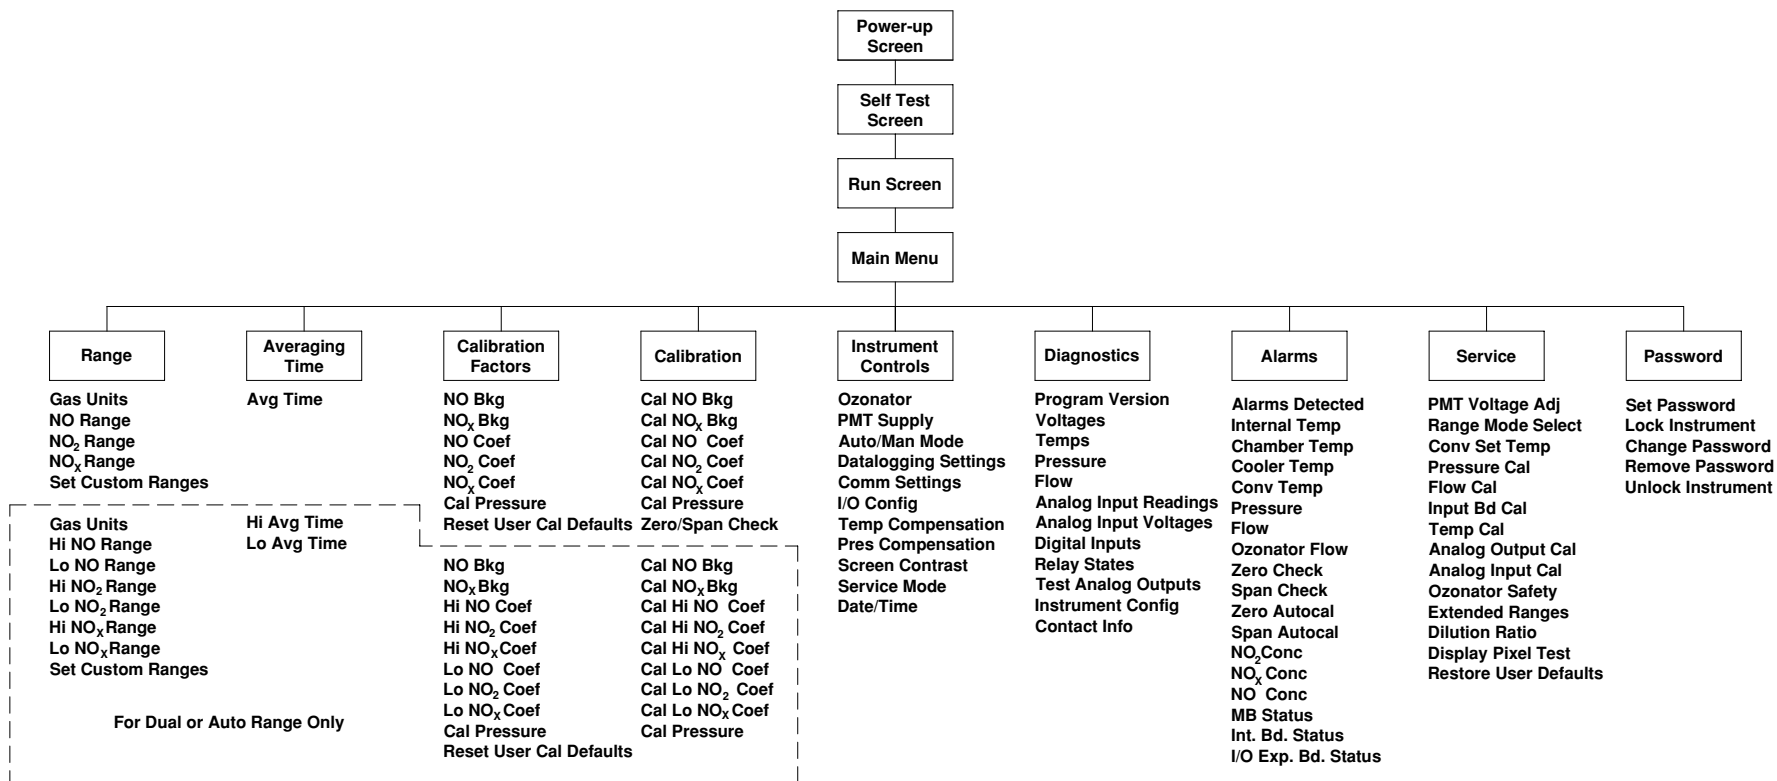 Power-up
Screen
Self Test
Screen
Run Screen
Main Menu
Range
Gas Units
NO Range
NO2 Range
NOX Range
Set Custom Ranges
Gas Units
Hi NO Range
Lo NO Range
Hi NO2 Range
Lo NO2 Range
Hi NOX Range
Lo NOX Range
Set Custom Ranges
For Dual or Auto Range Only
Averaging
Time
Avg Time
Hi Avg Time
Lo Avg Time
Calibration
Factors
NO Bkg
NOX Bkg
NO Coef
NO2 Coef
NOX Coef
Cal Pressure
Reset User Cal Defaults
NO Bkg
NOX Bkg
Hi NO Coef
Hi NO2 Coef
Hi NOX Coef
Lo NO Coef
Lo NO2 Coef
Lo NOX Coef
Cal Pressure
Reset User Cal Defaults
Calibration
Cal NO Bkg
Cal NOX Bkg
Cal NO Coef
Cal NO2 Coef
Cal NOX Coef
Cal Pressure
Zero/Span Check
Cal NO Bkg
Cal NOX Bkg
Cal Hi NO Coef
Cal Hi NO2 Coef
Cal Hi NOX Coef
Cal Lo NO Coef
Cal Lo NO2 Coef
Cal Lo NOX Coef
Cal Pressure
Instrument
Controls
Ozonator
PMT Supply
Auto/Man Mode
Datalogging Settings
Comm Settings
I/O Config
Temp Compensation
Pres Compensation
Screen Contrast
Service Mode
Date/Time
Diagnostics
Program Version
Voltages
Temps
Pressure
Flow
Analog Input Readings
Analog Input Voltages
Digital Inputs
Relay States
Test Analog Outputs
Instrument Config
Contact Info
Alarms
Alarms Detected
Internal Temp
Chamber Temp
Cooler Temp
Conv Temp
Pressure
Flow
Ozonator Flow
Zero Check
Span Check
Zero Autocal
Span Autocal
NO2 Conc
NOX Conc
NO Conc
MB Status
Int. Bd. Status
I/O Exp. Bd. Status
Service
PMT Voltage Adj
Range Mode Select
Conv Set Temp
Pressure Cal
Flow Cal
Input Bd Cal
Temp Cal
Analog Output Cal
Analog Input Cal
Ozonator Safety
Extended Ranges
Dilution Ratio
Display Pixel Test
Restore User Defaults
Password
Set Password
Lock Instrument
Change Password
Remove Password
Unlock Instrument